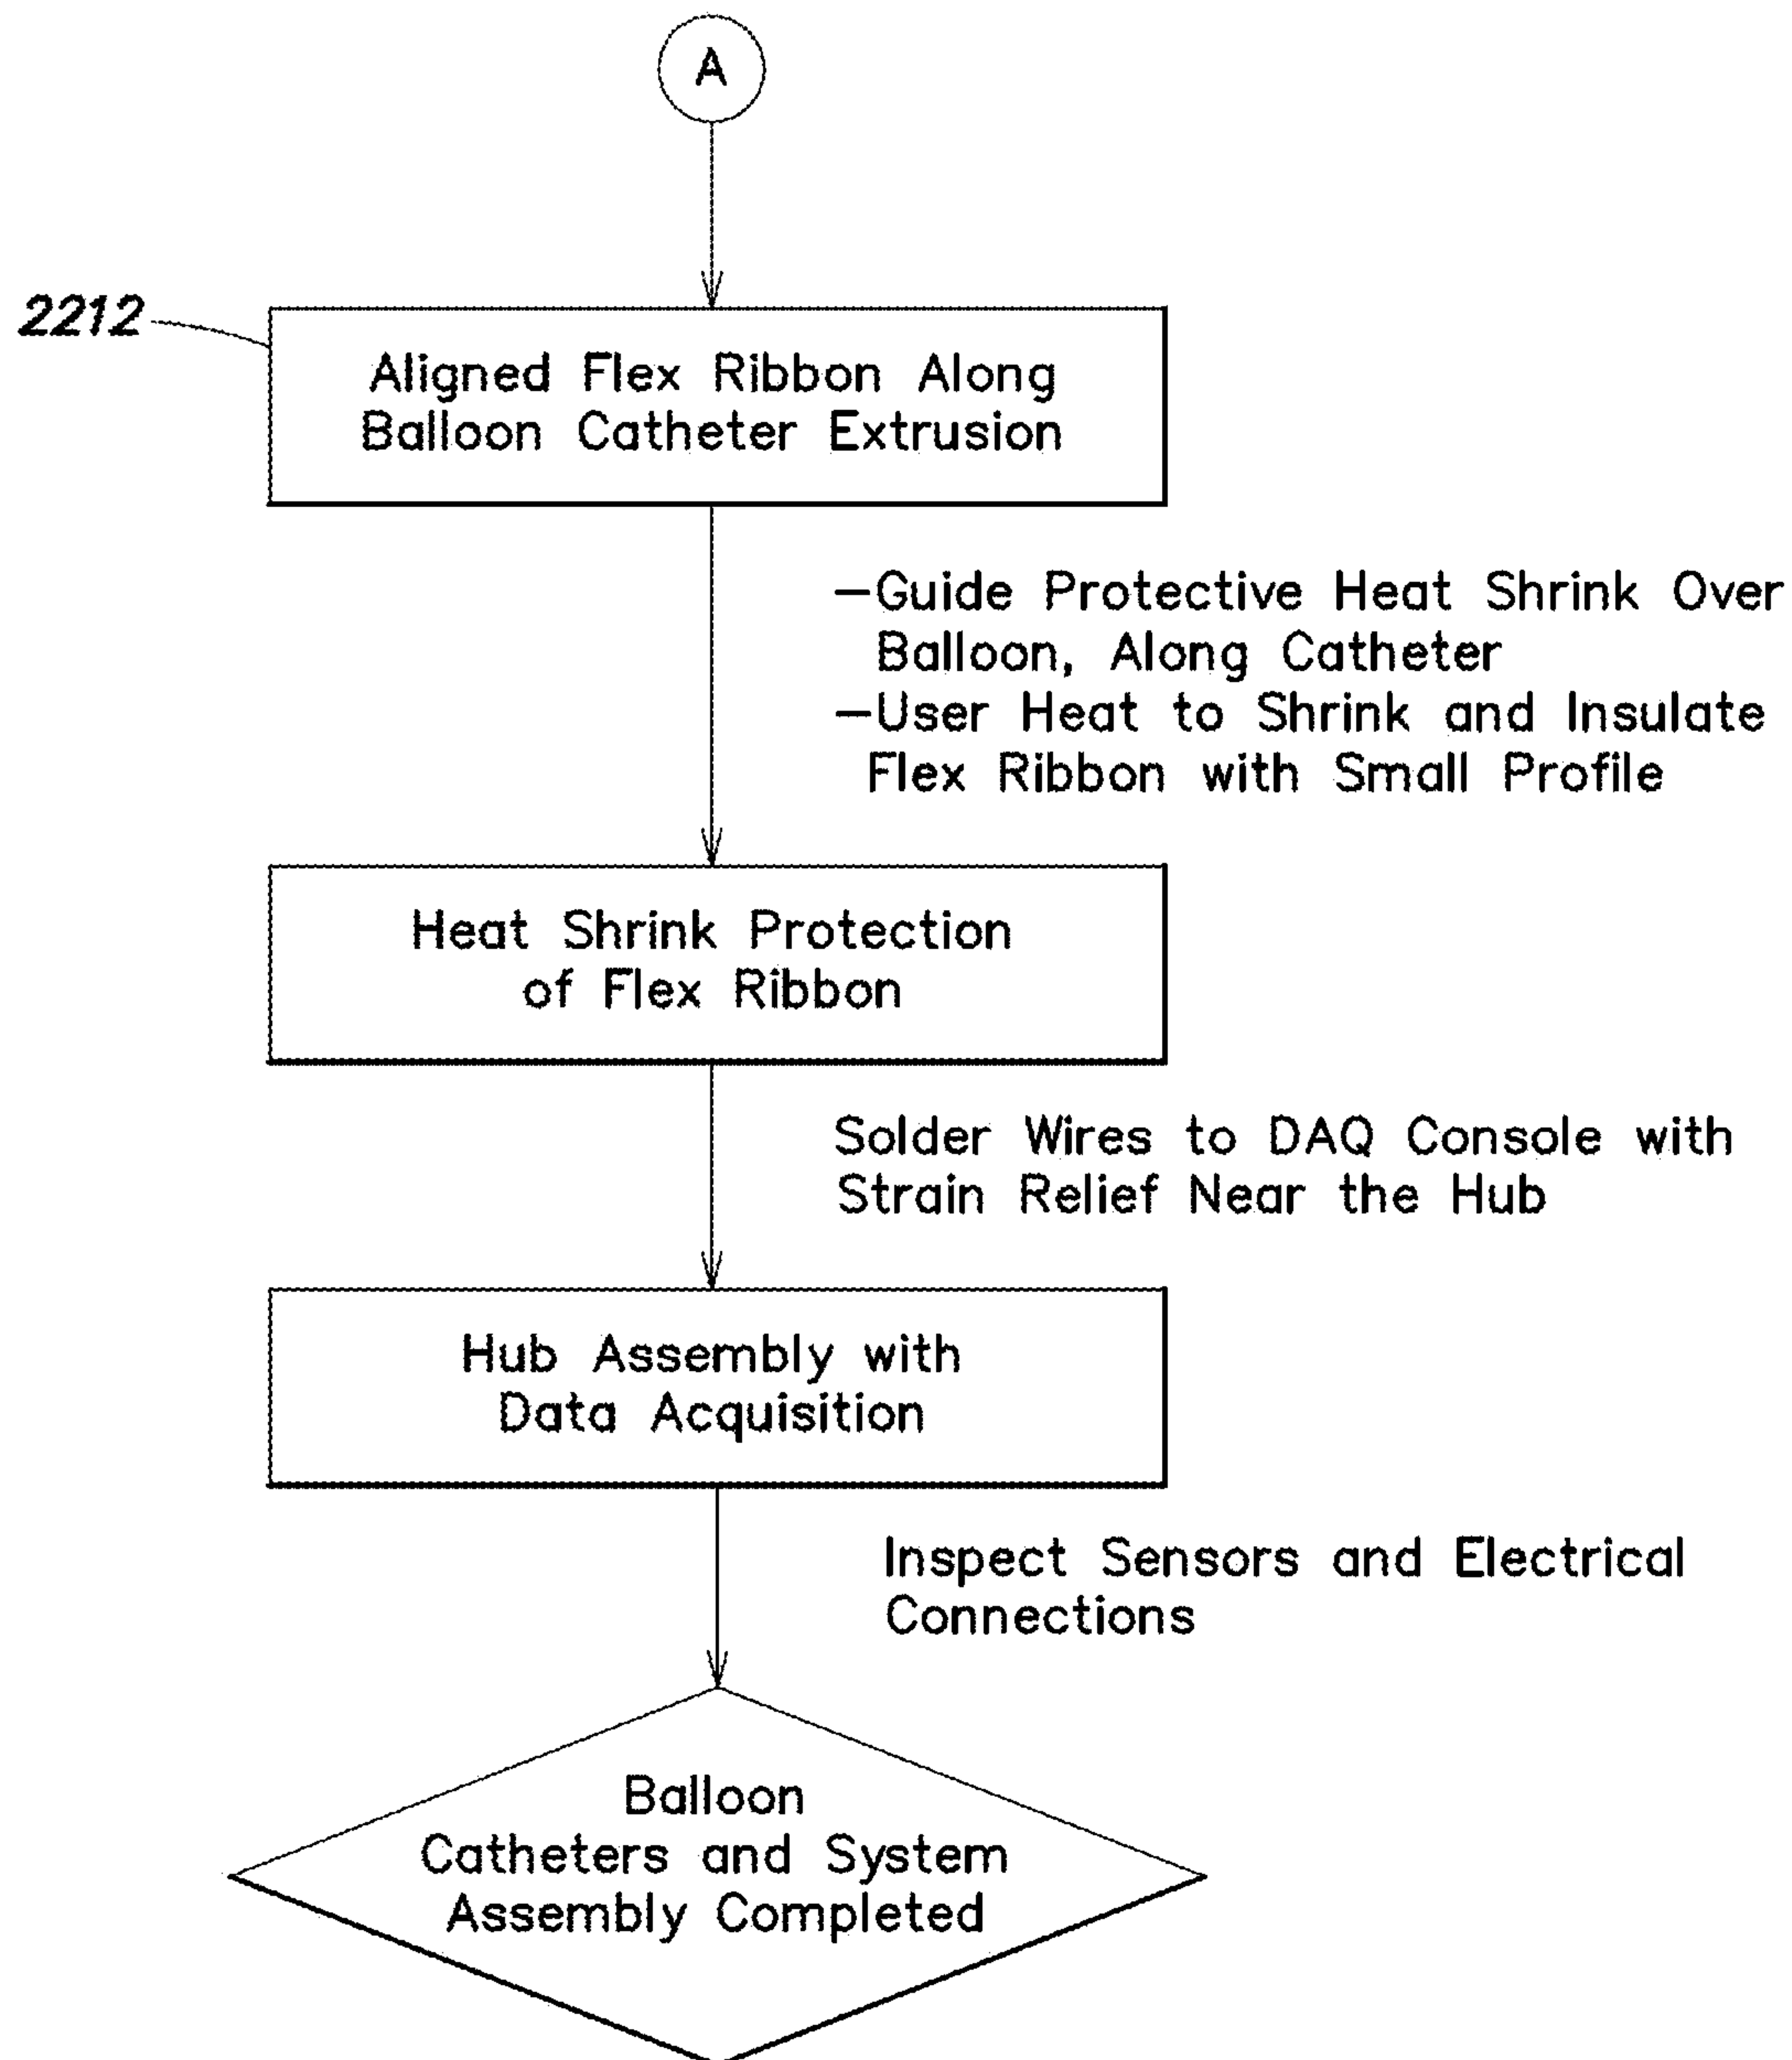 A
2212
Aligned Flex Ribbon Along
Balloon Catheter Extrusion
–Guide Protective Heat Shrink Over
Balloon, Along Catheter
–User Heat to Shrink and Insulate
Flex Ribbon with Small Profile
Heat Shrink Protection
of Flex Ribbon
Solder Wires to DAQ Console with
Strain Relief Near the Hub
Hub Assembly with
Data Acquisition
Inspect Sensors and Electrical
Connections
Balloon
Catheters and System
Assembly Completed